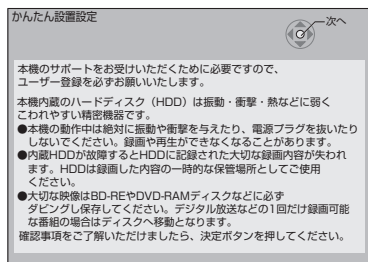 かんたん設置設定
次へ
本機のサポートをお受けいただくために必要ですので、
ユーザー登録を必ずお願いいたします。
本機内蔵のハードディスク（HDD）は振動・衝撃・熱などに弱く
こわれやすい精密機器です。
●本機の動作中は絶対に振動や衝撃を与えたり、電源プラグを抜いたり
しないでください。録画や再生ができなくなることがあります。
●内蔵HDDが故障するとHDDに記録された大切な録画内容が失われ
ます。HDDは録画した内容の一時的な保管場所としてご使用
ください。
●大切な映像はBD-REやDVD-RAMディスクなどに必ず
ダビングし保存してください。デジタル放送などの1回だけ録画可能
な番組の場合はディスクへ移動となります。
確認事項をご了解いただけましたら、決定ボタンを押してください。